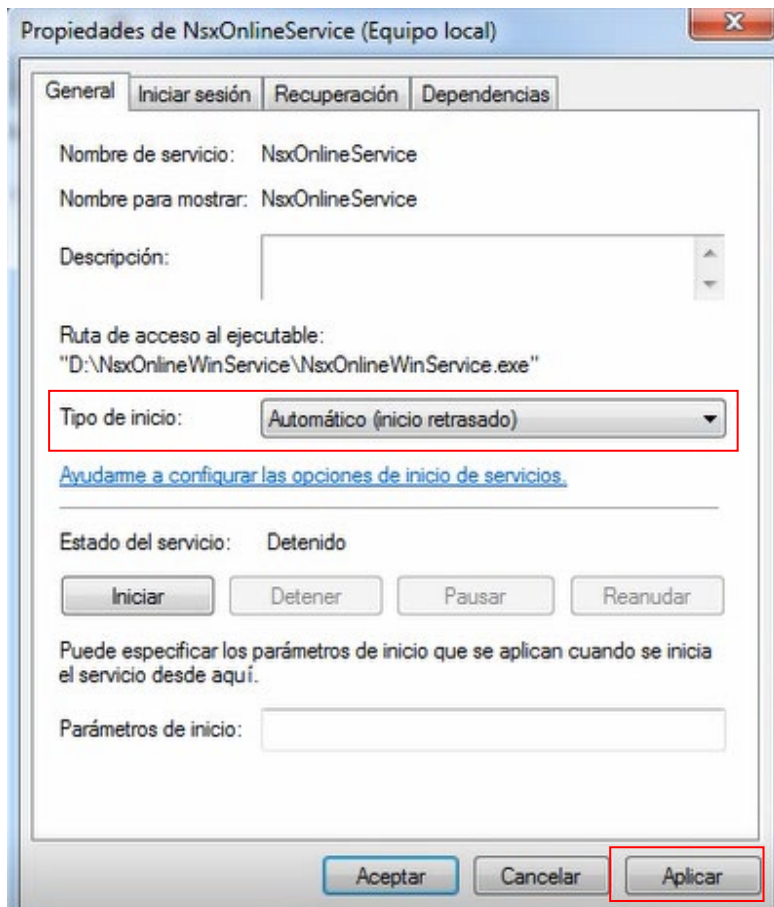 Propiedades de NsxOnlineService (Equipo local)
General Iniciar sesión Recuperación Dependencias
Nombre de servicio: NsxOnlineService
Nombre para mostrar: NsxOnlineService
Descripción:
Ruta de acceso al ejecutable:
"D:\NsxOnlineWinService\NsxOnlineWinService.exe"
Tipo de inicio: Automático (inicio retrasado)
Ayudarme a configurar las opciones de inicio de servicios.
Estado del servicio: Detenido
Iniciar Detener Pausar Reanudar
Puede especificar los parámetros de inicio que se aplican cuando se inicia
el servicio desde aquí.
Parámetros de inicio:
Aceptar Cancelar Aplicar